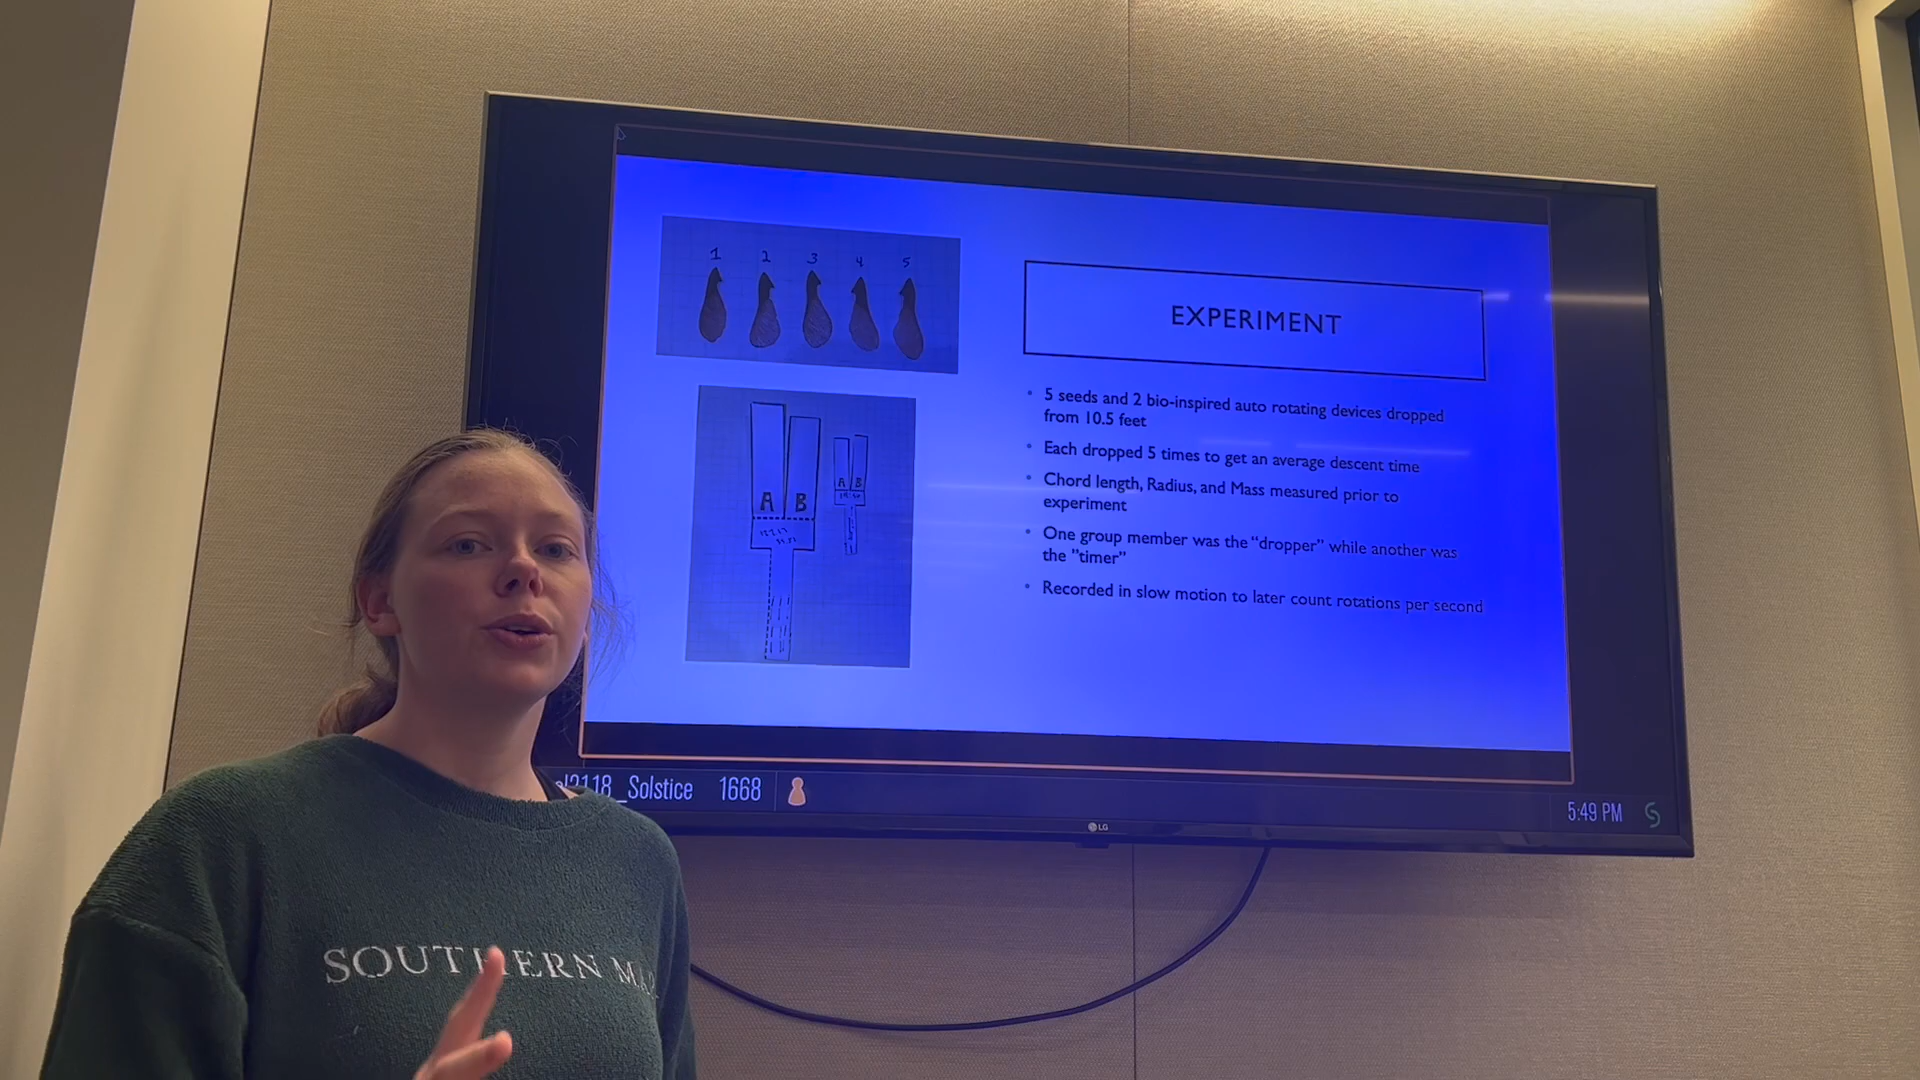 1 2 3 4 5
EXPERIMENT
• 5 seeds and 2 bio-inspired auto rotating devices dropped
from 10.5 feet
• Each dropped 5 times to get an average descent time
• Chord length, Radius, and Mass measured prior to
experiment
• One group member was the “dropper” while another was
the ”timer”
• Recorded in slow motion to later count rotations per second
A B
A B
2118_Solstice 1668
5:49 PM
LG
SOUTHERN MA